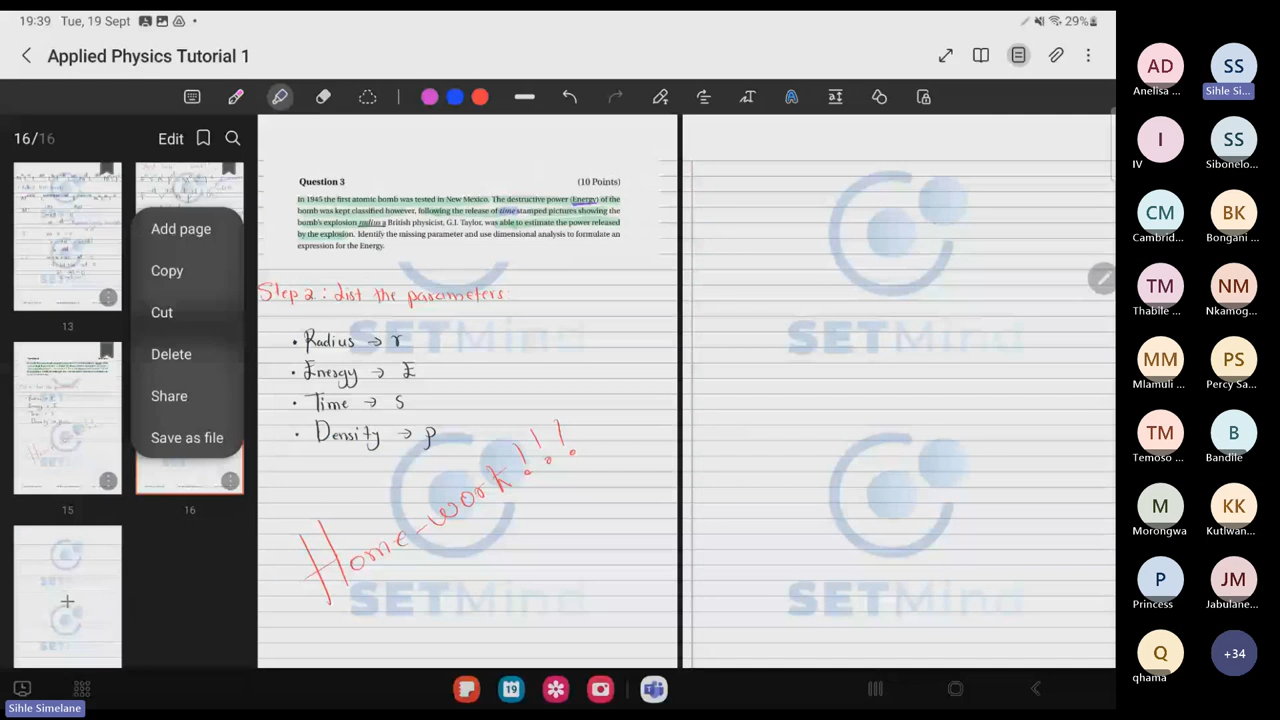 19:39 Tue, 19 Sept
29%
Applied Physics Tutorial 1
16/16 Edit
Add page
Copy
Cut
Delete
Share
Save as file
13
15
16
Question 3 (10 Points)
In 1945 the first atomic bomb was tested in New Mexico. The destructive power (Energy) of the
bomb was kept classified however, following the release of time stamped pictures showing the
bomb's explosion radius a British physicist, G.I. Taylor, was able to estimate the power released
by the explosion. Identify the missing parameter and use dimensional analysis to formulate an
expression for the Energy.
Step 2 : List the parameters:
• Radius → r
• Energy → E
• Time → s
• Density → ρ
Home-work!!!
SETMind
SETMind
SETMind
SETMind
19
Sihle Simelane
AD
Anelisa ...
SS
Sihle Si...
I
IV
SS
Sibonelo...
CM
Cambrid...
BK
Bongani ...
TM
Thabile ...
NM
Nkamog...
MM
Mlamuli ...
PS
Percy Sa...
TM
Temoso ...
B
Bandile
M
Morongwa
KK
Kutlwan...
P
Princess
JM
Jabulane...
Q
qhama
+34